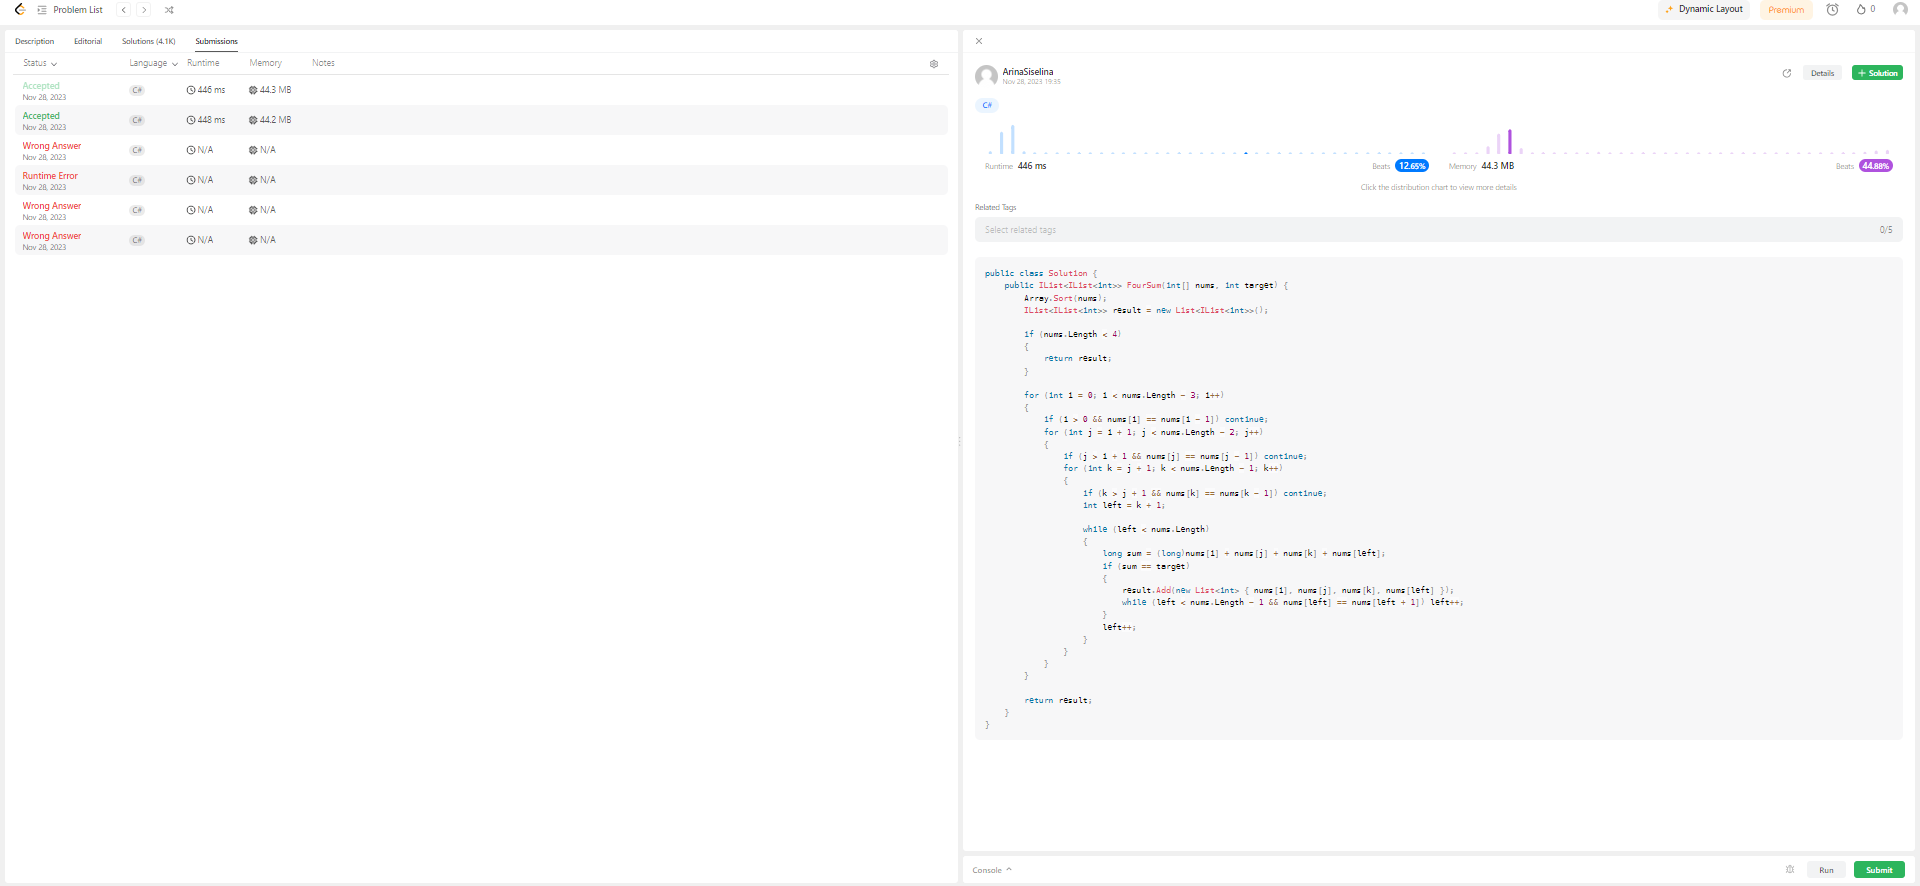 Problem List
Dynamic Layout
Premium
0
Description Editorial Solutions (4.1K) Submissions
Status Language Runtime Memory Notes
Accepted
Nov 28, 2023
C# 446 ms 44.3 MB
Accepted
Nov 28, 2023
C# 448 ms 44.2 MB
Wrong Answer
Nov 28, 2023
C# N/A N/A
Runtime Error
Nov 28, 2023
C# N/A N/A
Wrong Answer
Nov 28, 2023
C# N/A N/A
Wrong Answer
Nov 28, 2023
C# N/A N/A
ArinaSiselina
Nov 28, 2023 19:35
Details
+ Solution
C#
Runtime 446 ms Beats 12.65% Memory 44.3 MB Beats 44.88%
Click the distribution chart to view more details
Related Tags
Select related tags 0/5
public class Solution {
public IList<IList<int>> FourSum(int[] nums, int target) {
Array.Sort(nums);
IList<IList<int>> result = new List<IList<int>>();
if (nums.Length < 4)
{
return result;
}
for (int i = 0; i < nums.Length - 3; i++)
{
if (i > 0 && nums[i] == nums[i - 1]) continue;
for (int j = i + 1; j < nums.Length - 2; j++)
{
if (j > i + 1 && nums[j] == nums[j - 1]) continue;
for (int k = j + 1; k < nums.Length - 1; k++)
{
if (k > j + 1 && nums[k] == nums[k - 1]) continue;
int left = k + 1;
while (left < nums.Length)
{
long sum = (long)nums[i] + nums[j] + nums[k] + nums[left];
if (sum == target)
{
result.Add(new List<int> { nums[i], nums[j], nums[k], nums[left] });
while (left < nums.Length - 1 && nums[left] == nums[left + 1]) left++;
}
left++;
}
}
}
}
return result;
}
}
Console
Run
Submit